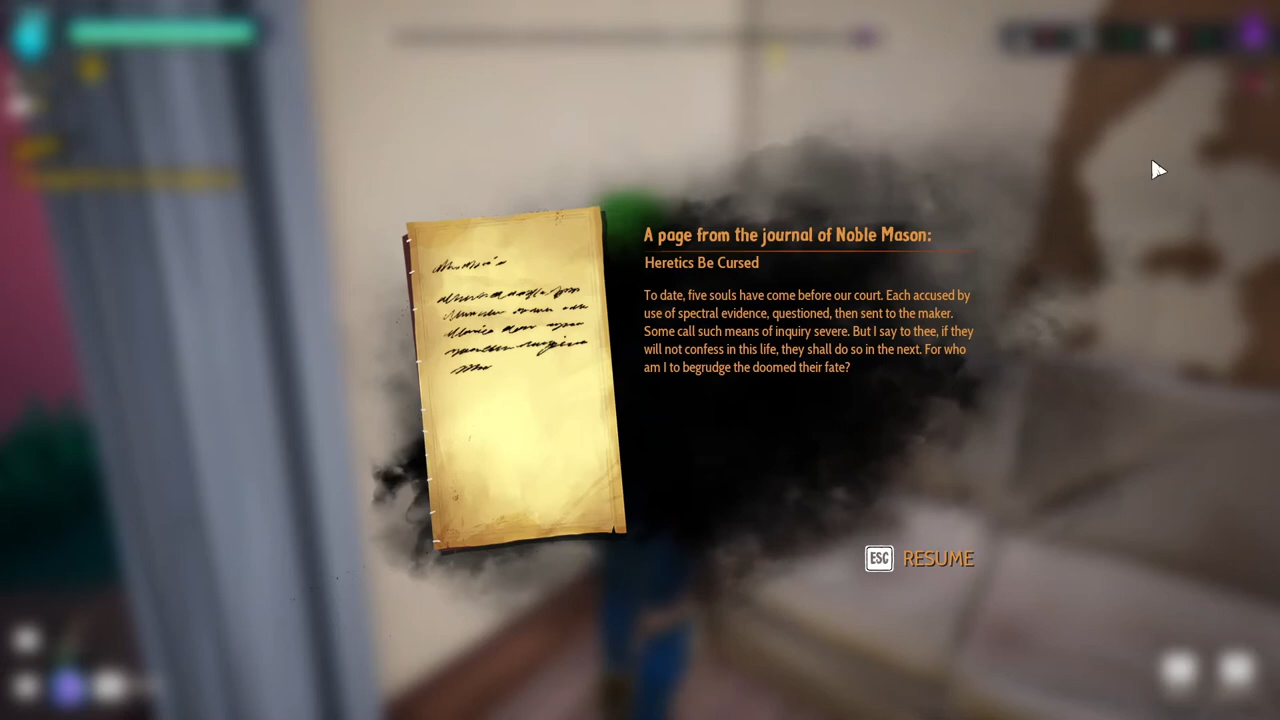 A page from the journal of Noble Mason:
Heretics Be Cursed
To date, five souls have come before our court. Each accused by
use of spectral evidence, questioned, then sent to the maker.
Some call such means of inquiry severe. But I say to thee, if they
will not confess in this life, they shall do so in the next. For who
am I to begrudge the doomed their fate?
ESC RESUME